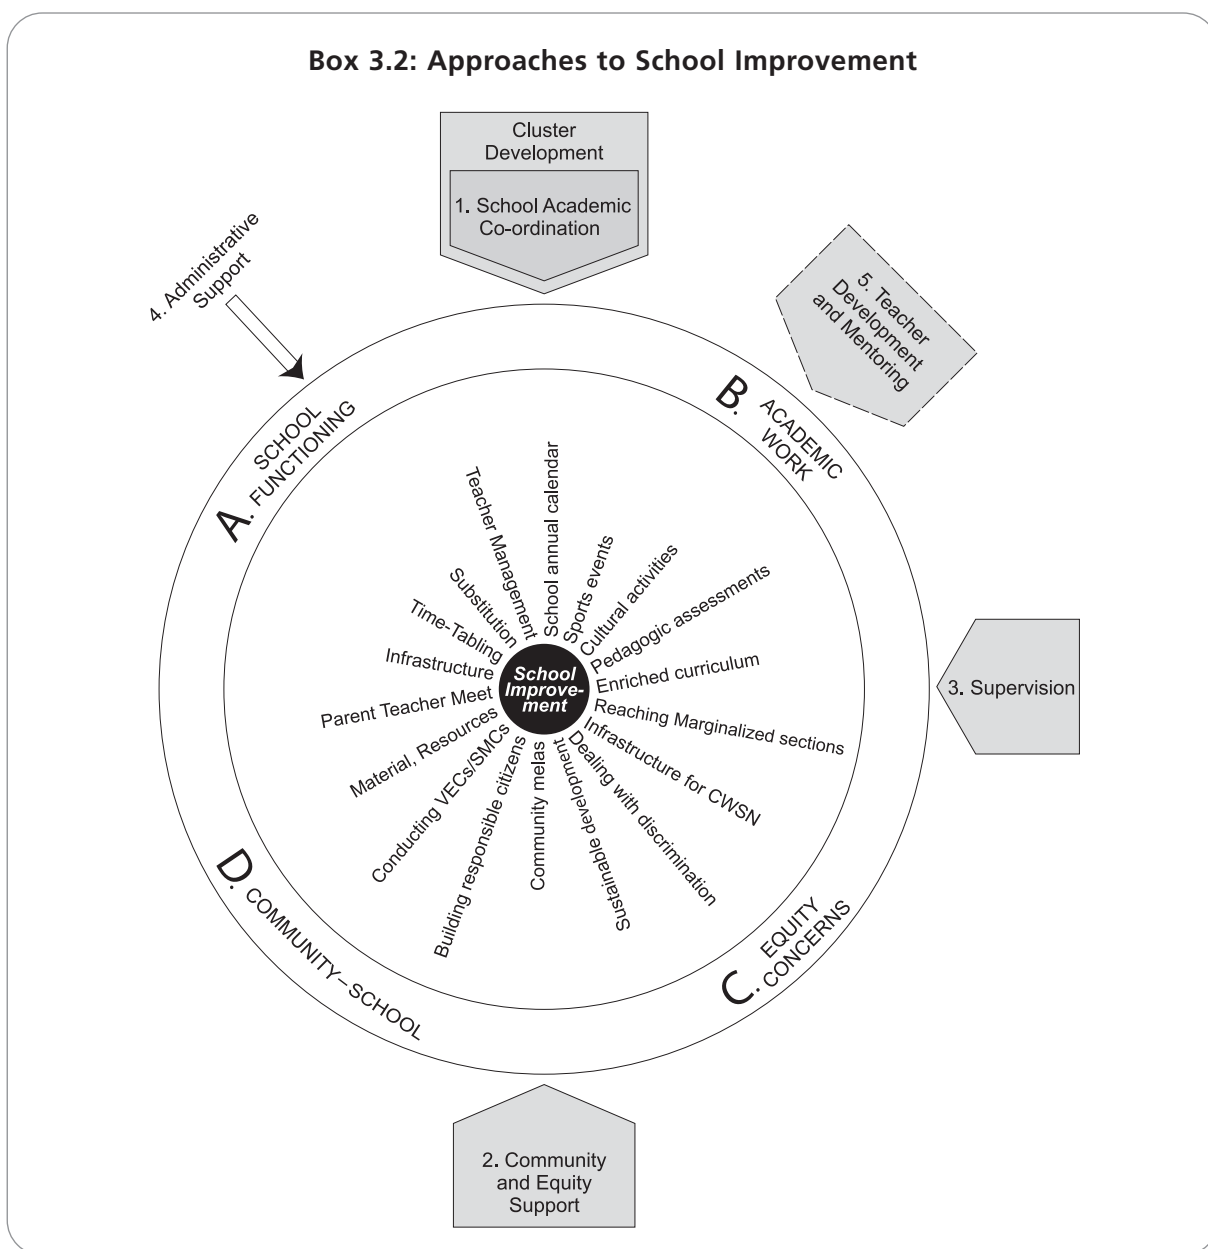 Box 3.2: Approaches to School Improvement
Cluster
Development
1. School Academic
Co-ordination
4. Administrative
Support
5. Teacher
Development
and Mentoring
A. SCHOOL
FUNCTIONING
B. ACADEMIC
WORK
Teacher Management
School annual calendar
Sports events
Cultural activities
Pedagogic assessments
Enriched curriculum
Reaching Marginalized sections
Infrastructure for CWSN
Dealing with discrimination
Sustainable development
Community melas
Building responsible citizens
Conducting VECs/SMCs
Material, Resources
Parent Teacher Meet
Infrastructure
Time-Tabling
Substitution
School
Improve-
ment
3. Supervision
C. EQUITY
CONCERNS
D. COMMUNITY–SCHOOL
2. Community
and Equity
Support